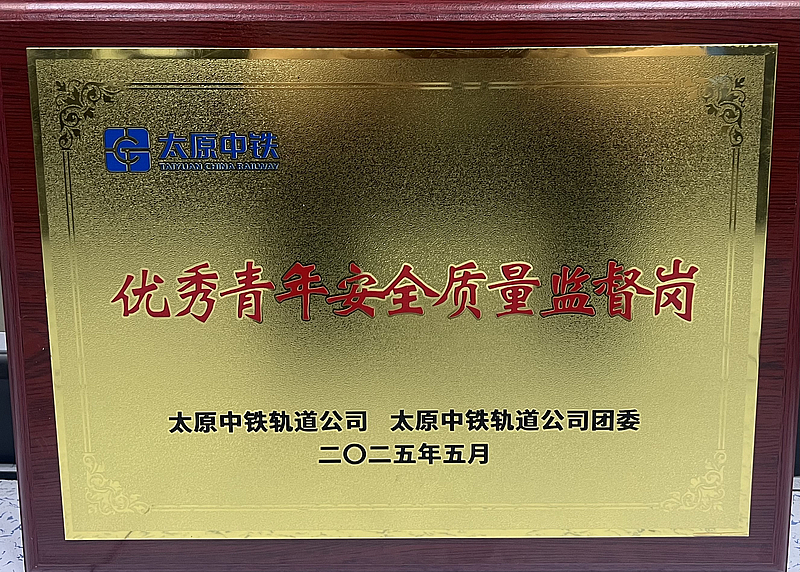 太原中铁
TAIYUAN CHINA RAILWAY
优秀青年安全质量监督岗
太原中铁轨道公司 太原中铁轨道公司团委
二〇二五年五月